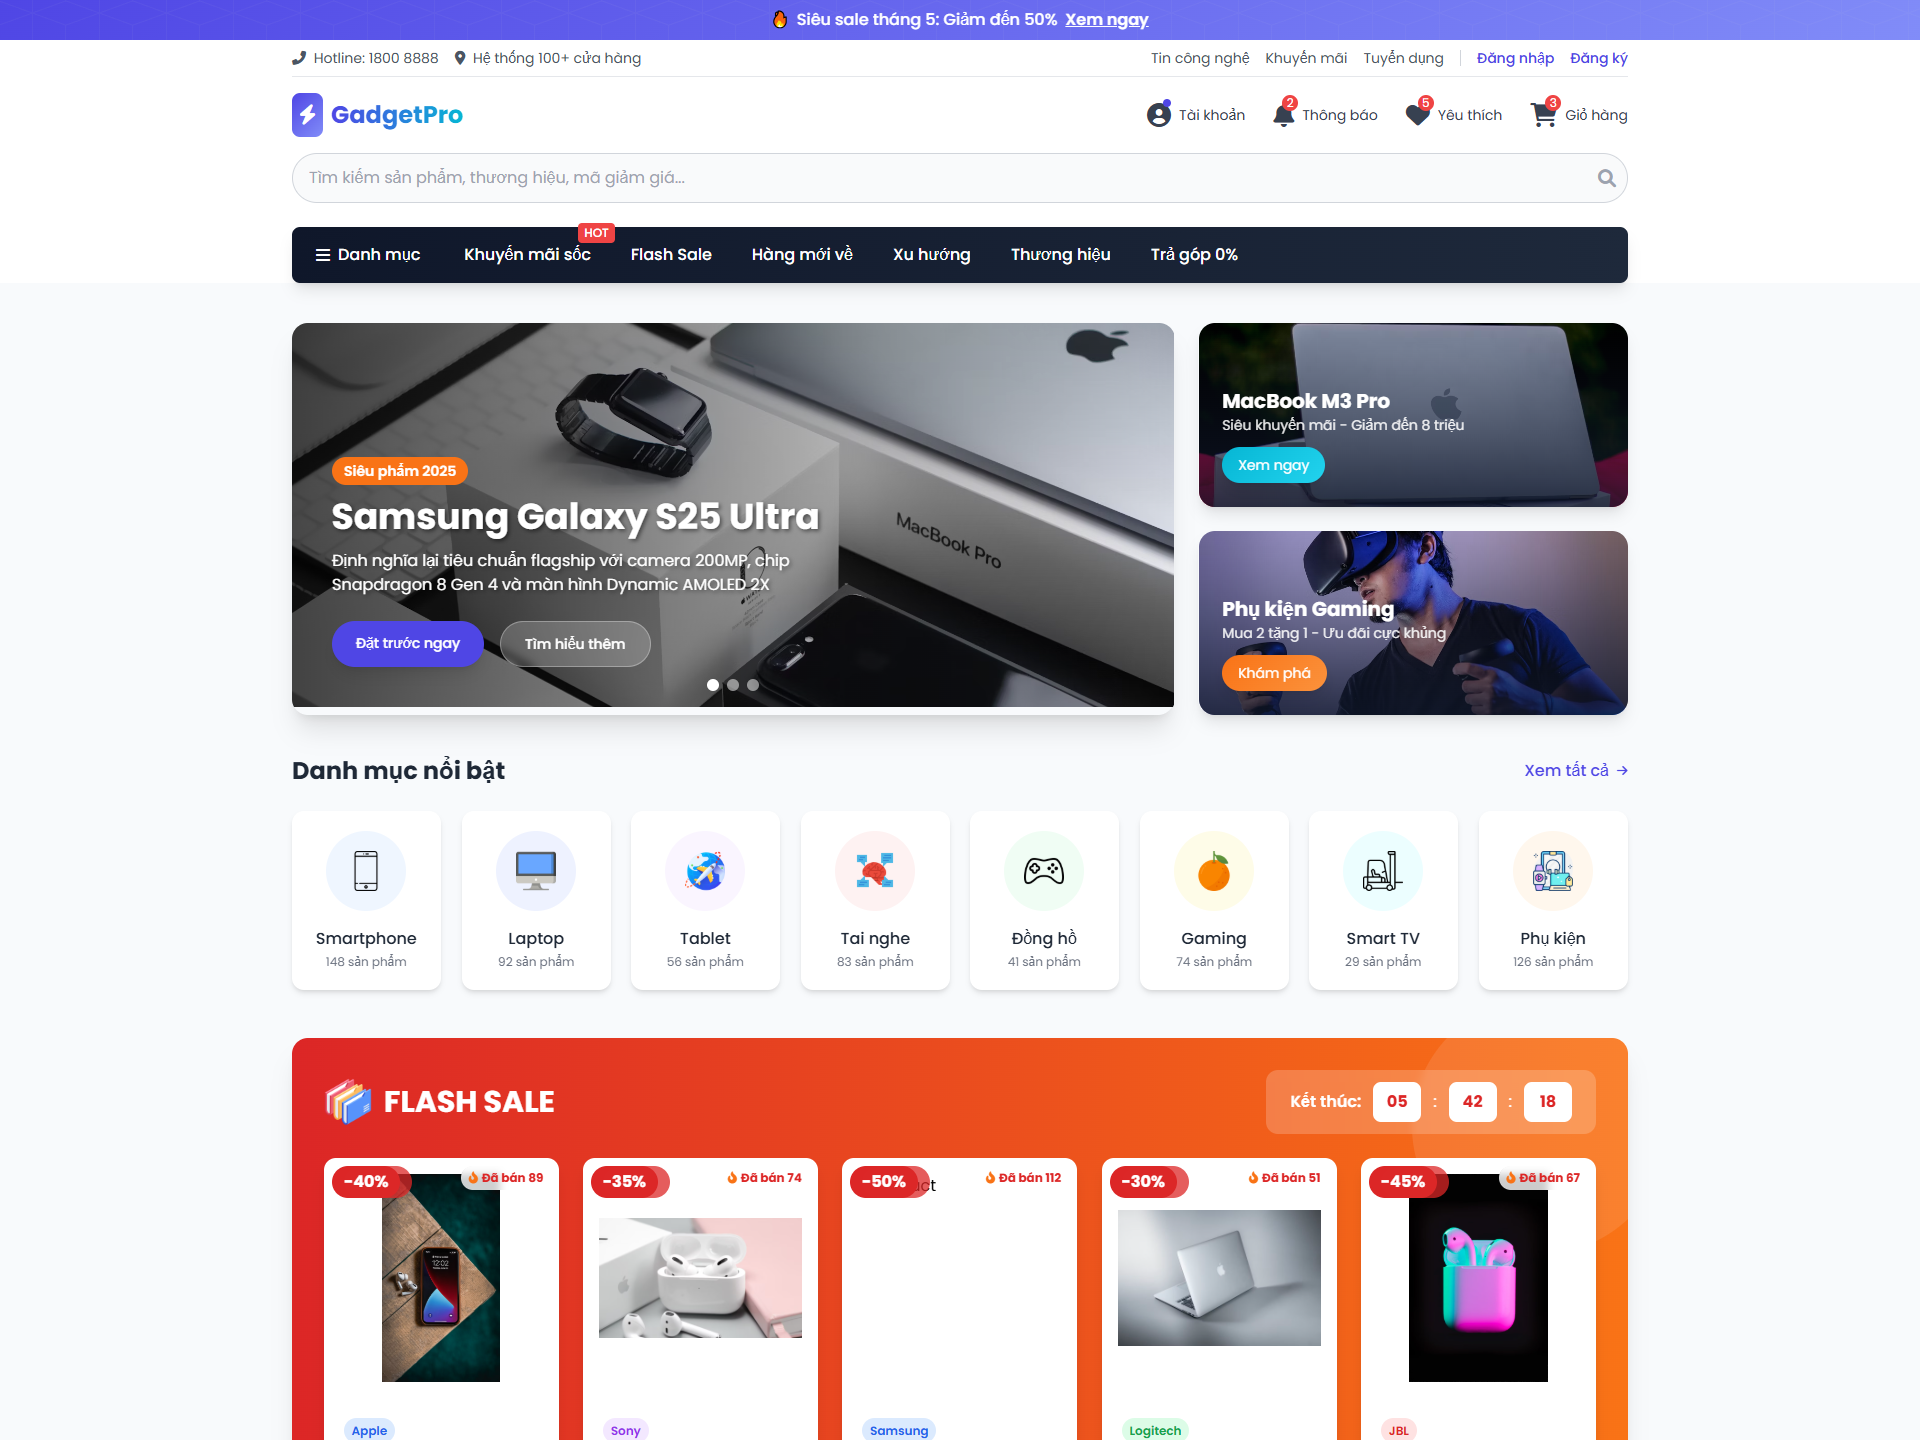 Siêu sale tháng 5: Giảm đến 50% Xem ngay
Hotline: 1800 8888
Hệ thống 100+ cửa hàng
Tin công nghệ
Khuyến mãi
Tuyển dụng
Đăng nhập
Đăng ký
GadgetPro
Tài khoản
2
Thông báo
5
Yêu thích
3
Giỏ hàng
Tìm kiếm sản phẩm, thương hiệu, mã giảm giá...
Danh mục
Khuyến mãi sốc
HOT
Flash Sale
Hàng mới về
Xu hướng
Thương hiệu
Trả góp 0%
MacBook Pro
Siêu phẩm 2025
Samsung Galaxy S25 Ultra
Định nghĩa lại tiêu chuẩn flagship với camera 200MP, chip
Snapdragon 8 Gen 4 và màn hình Dynamic AMOLED 2X
Đặt trước ngay
Tìm hiểu thêm
MacBook M3 Pro
Siêu khuyến mãi - Giảm đến 8 triệu
Xem ngay
Phụ kiện Gaming
Mua 2 tặng 1 - Ưu đãi cực khủng
Khám phá
Danh mục nổi bật
Xem tất cả →
Smartphone
148 sản phẩm
Laptop
92 sản phẩm
Tablet
56 sản phẩm
Tai nghe
83 sản phẩm
Đồng hồ
41 sản phẩm
Gaming
74 sản phẩm
Smart TV
29 sản phẩm
Phụ kiện
126 sản phẩm
FLASH SALE
Kết thúc: 05 : 42 : 18
-40%
Đã bán 89
Apple
-35%
Đã bán 74
Sony
-50%
Đã bán 112
Samsung
-30%
Đã bán 51
Logitech
-45%
Đã bán 67
JBL